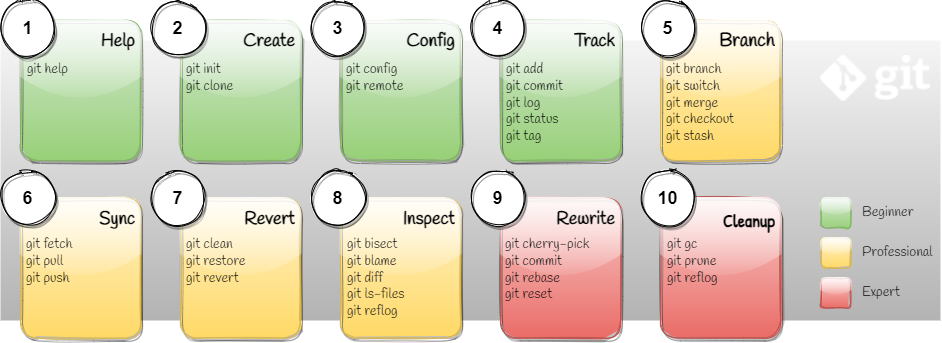 1
Help
git help
2
Create
git init
git clone
3
Config
git config
git remote
4
Track
git add
git commit
git log
git status
git tag
5
Branch
git branch
git switch
git merge
git checkout
git stash
git
6
Sync
git fetch
git pull
git push
7
Revert
git clean
git restore
git revert
8
Inspect
git bisect
git blame
git diff
git ls-files
git reflog
9
Rewrite
git cherry-pick
git commit
git rebase
git reset
10
Cleanup
git gc
git prune
git reflog
Beginner
Professional
Expert